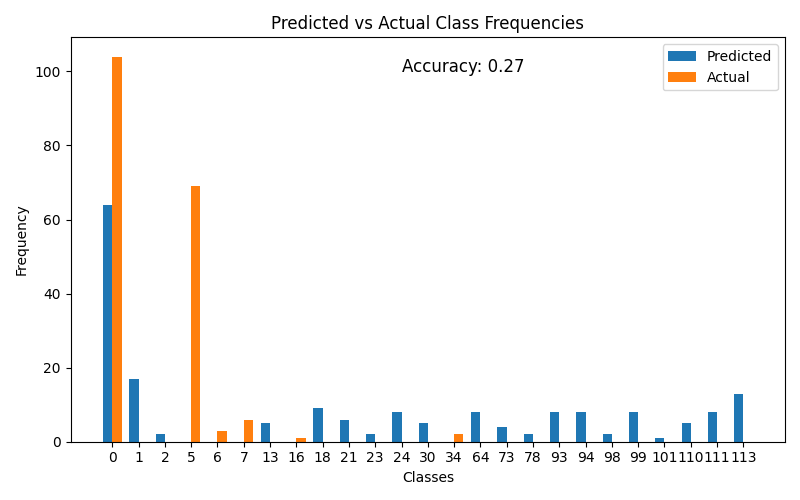 Predicted vs Actual Class Frequencies
Accuracy: 0.27
Predicted
Actual
Frequency
100
80
60
40
20
0
0 1 2 5 6 7 13 16 18 21 23 24 30 34 64 73 78 93 94 98 99 101 110 111 113
Classes